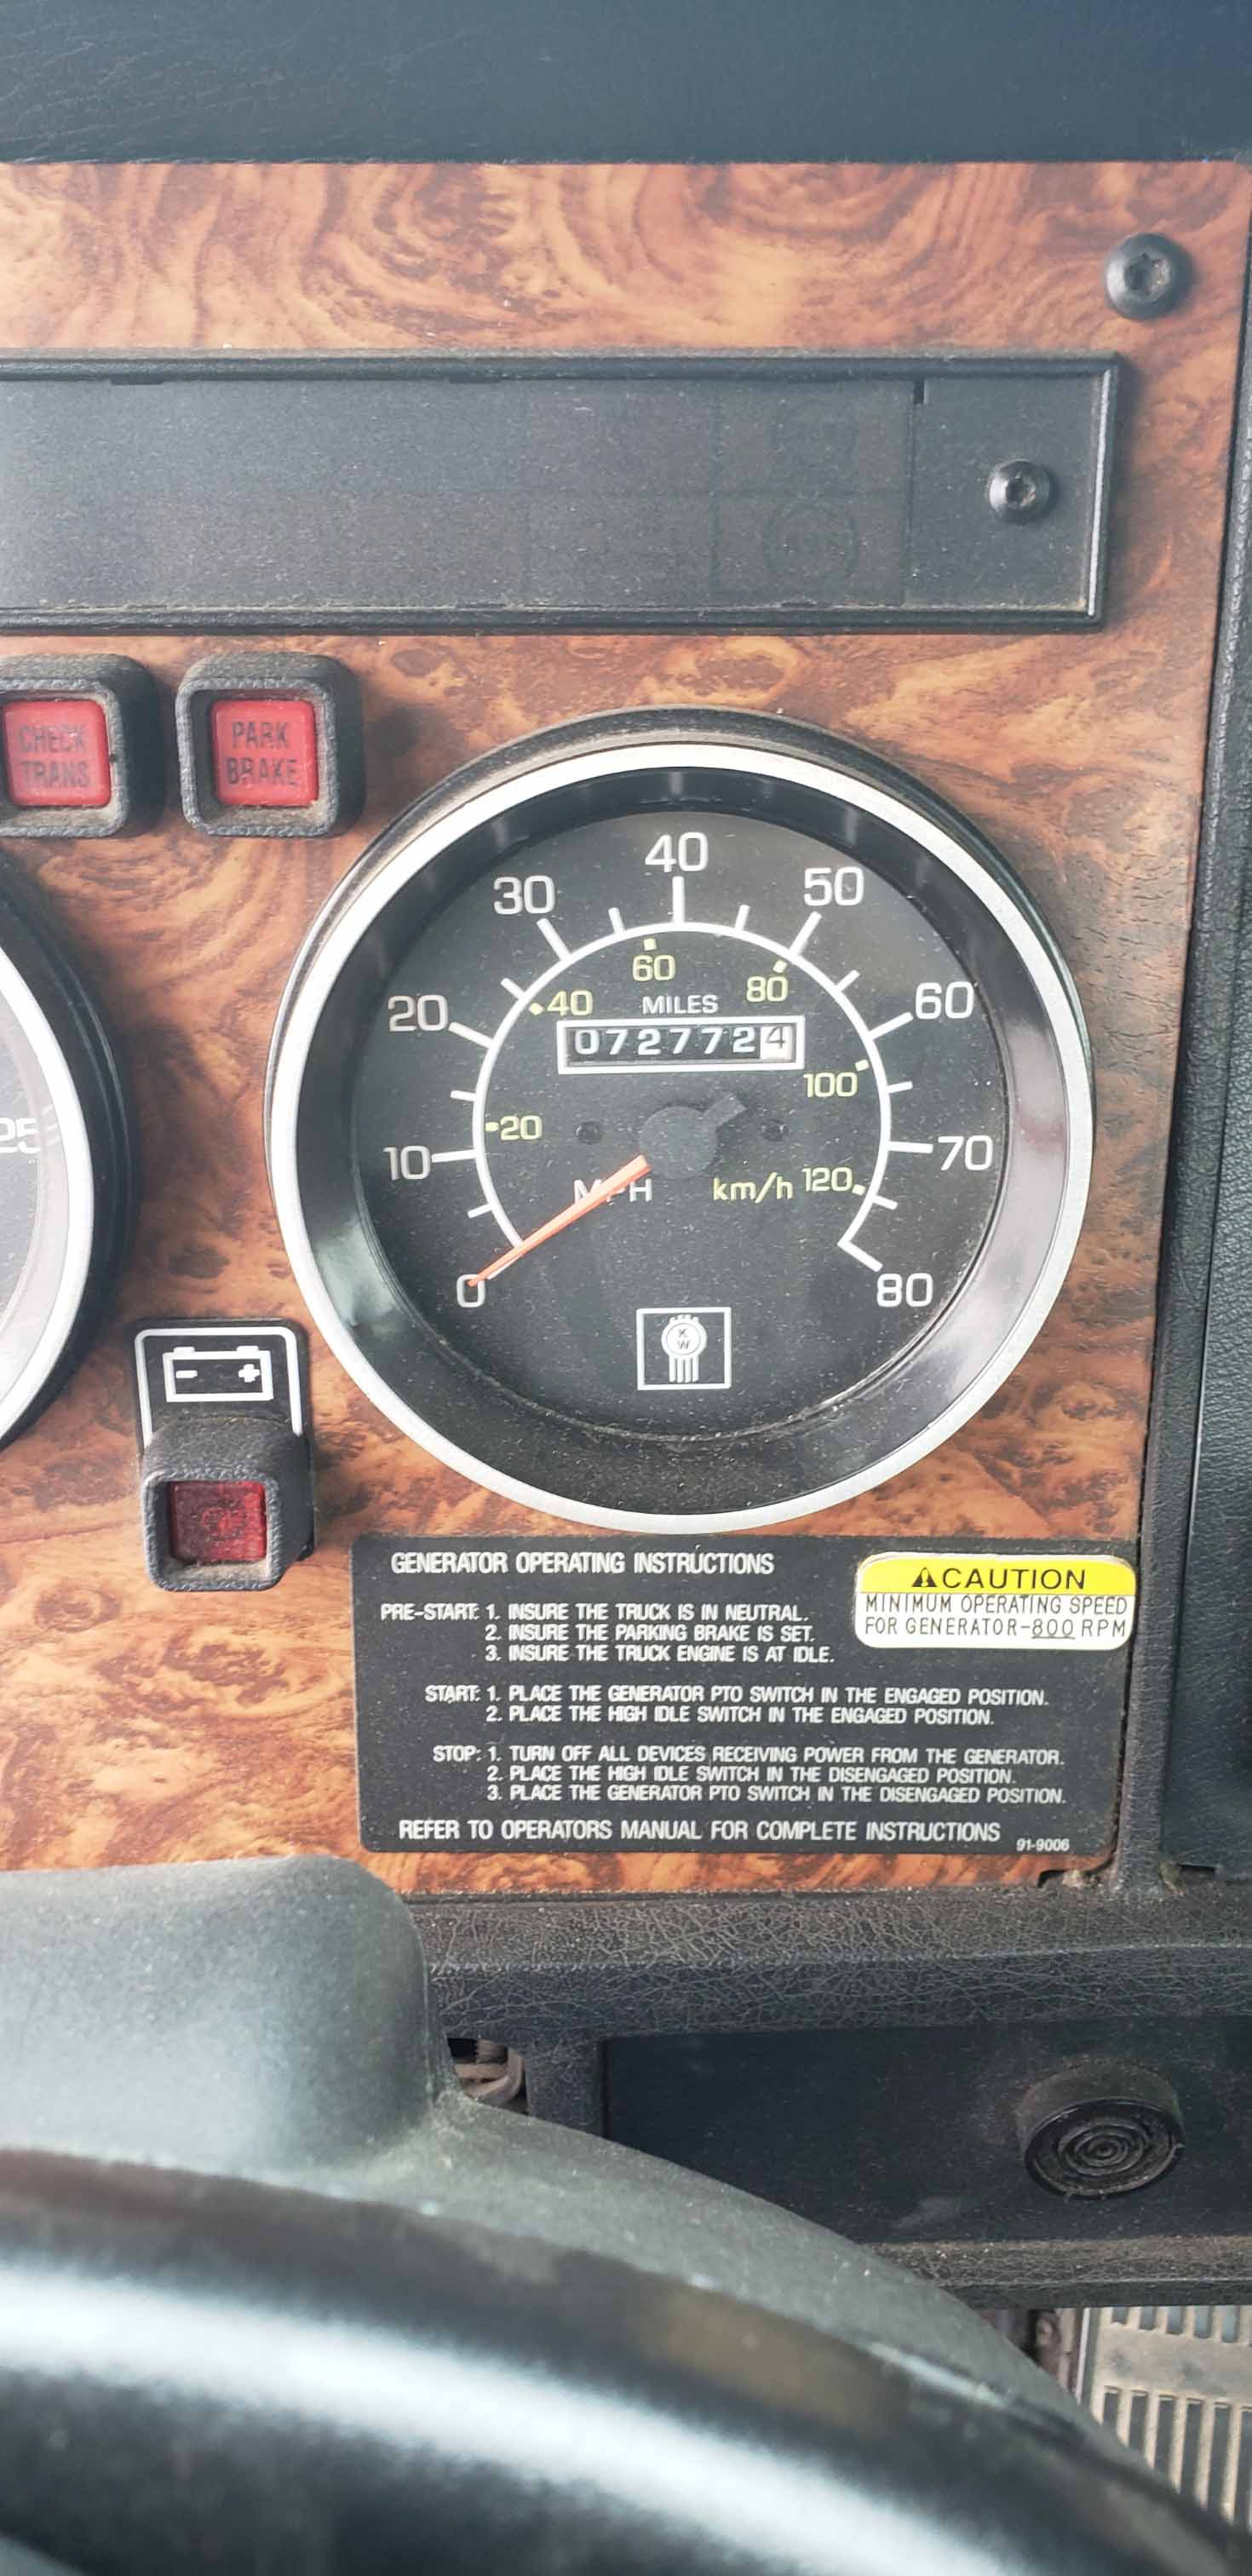 CHECK
TRANS
PARK
BRAKE
40
30
50
60
80
20
40
MILES
60
0727724
100
20
10
70
MPH
km/h
120
0
80
K
W
25
- +
GENERATOR OPERATING INSTRUCTIONS
PRE-START: 1. INSURE THE TRUCK IS IN NEUTRAL.
2. INSURE THE PARKING BRAKE IS SET.
3. INSURE THE TRUCK ENGINE IS AT IDLE.
START: 1. PLACE THE GENERATOR PTO SWITCH IN THE ENGAGED POSITION.
2. PLACE THE HIGH IDLE SWITCH IN THE ENGAGED POSITION.
STOP: 1. TURN OFF ALL DEVICES RECEIVING POWER FROM THE GENERATOR.
2. PLACE THE HIGH IDLE SWITCH IN THE DISENGAGED POSITION.
3. PLACE THE GENERATOR PTO SWITCH IN THE DISENGAGED POSITION.
REFER TO OPERATORS MANUAL FOR COMPLETE INSTRUCTIONS
91-9006
CAUTION
MINIMUM OPERATING SPEED
FOR GENERATOR-800 RPM